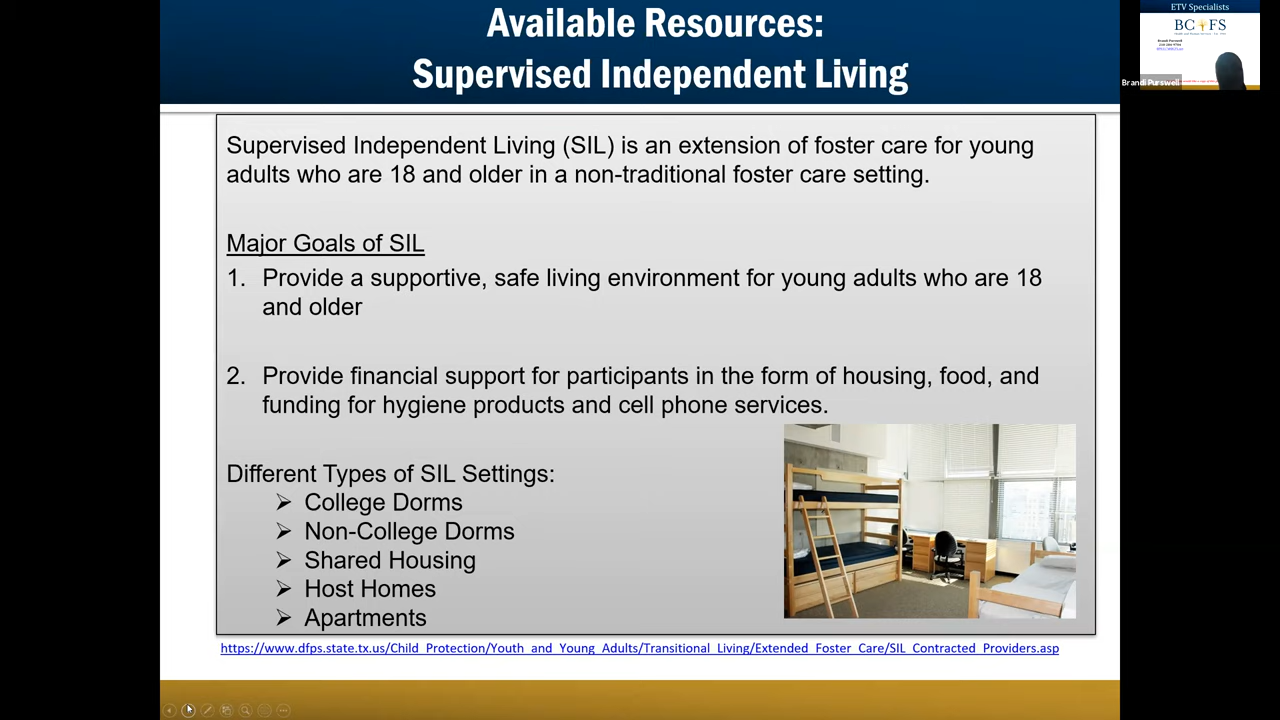 Available Resources:
Supervised Independent Living
Supervised Independent Living (SIL) is an extension of foster care for young
adults who are 18 and older in a non-traditional foster care setting.
Major Goals of SIL
1. Provide a supportive, safe living environment for young adults who are 18
and older
2. Provide financial support for participants in the form of housing, food, and
funding for hygiene products and cell phone services.
Different Types of SIL Settings:
➢ College Dorms
➢ Non-College Dorms
➢ Shared Housing
➢ Host Homes
➢ Apartments
https://www.dfps.state.tx.us/Child_Protection/Youth_and_Young_Adults/Transitional_Living/Extended_Foster_Care/SIL_Contracted_Providers.asp
ETV Specialists
BCFS
Brandi Purswell
Brandi Purswell